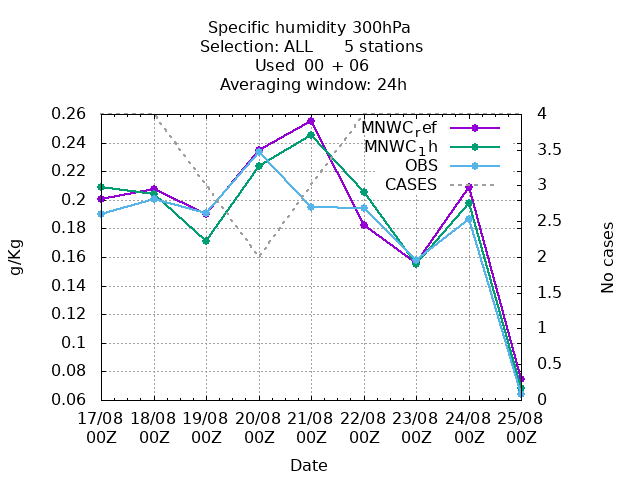 Specific humidity 300hPa
Selection: ALL 5 stations
Used 00 + 06
Averaging window: 24h
0.26 4
0.24 3.5
0.22 3
0.2 2.5
0.18 2
0.16 1.5
0.14 1
0.12 0.5
0.1 0
0.08
0.06
MNWC_ref
MNWC_1h
OBS
CASES
g/Kg
No cases
17/08 18/08 19/08 20/08 21/08 22/08 23/08 24/08 25/08
00Z 00Z 00Z 00Z 00Z 00Z 00Z 00Z 00Z
Date